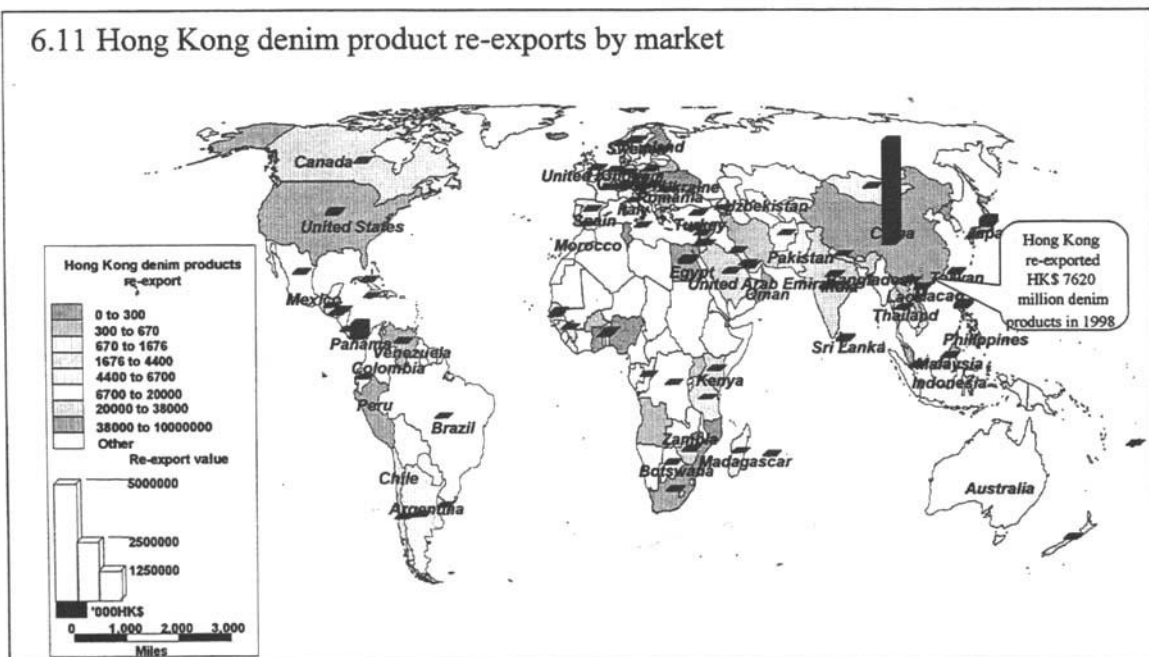 6.11 Hong Kong denim product re-exports by market
Canada
United States
Mexico
Panama
Venezuela
Colombia
Peru
Brazil
Chile
Argentina
United Kingdom
Ukraine
Romania
Italy
Spain
Turkey
Uzbekistan
Morocco
Egypt
Pakistan
United Arab Emirates
Oman
Kenya
Zambia
Botswana
Madagascar
China
Taiwan
Thailand
Sri Lanka
Philippines
Malaysia
Indonesia
Australia
Hong Kong
re-exported
HK$ 7620
million denim
products in 1998
Hong Kong denim products
re-export
0 to 300
300 to 670
670 to 1676
1676 to 4400
4400 to 6700
6700 to 20000
20000 to 38000
38000 to 10000000
Other
Re-export value
5000000
2500000
1250000
'000HK$
0 1,000 2,000 3,000
Miles